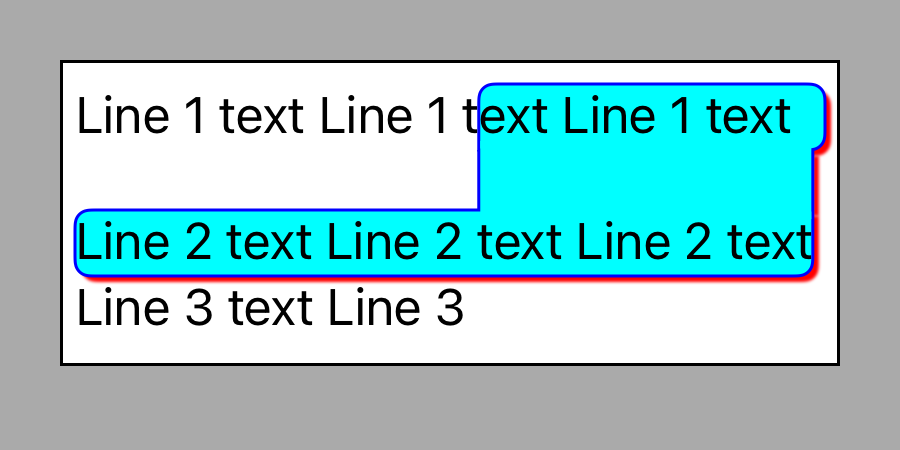 Line 1 text Line 1 text Line 1 text
Line 2 text Line 2 text Line 2 text
Line 3 text Line 3